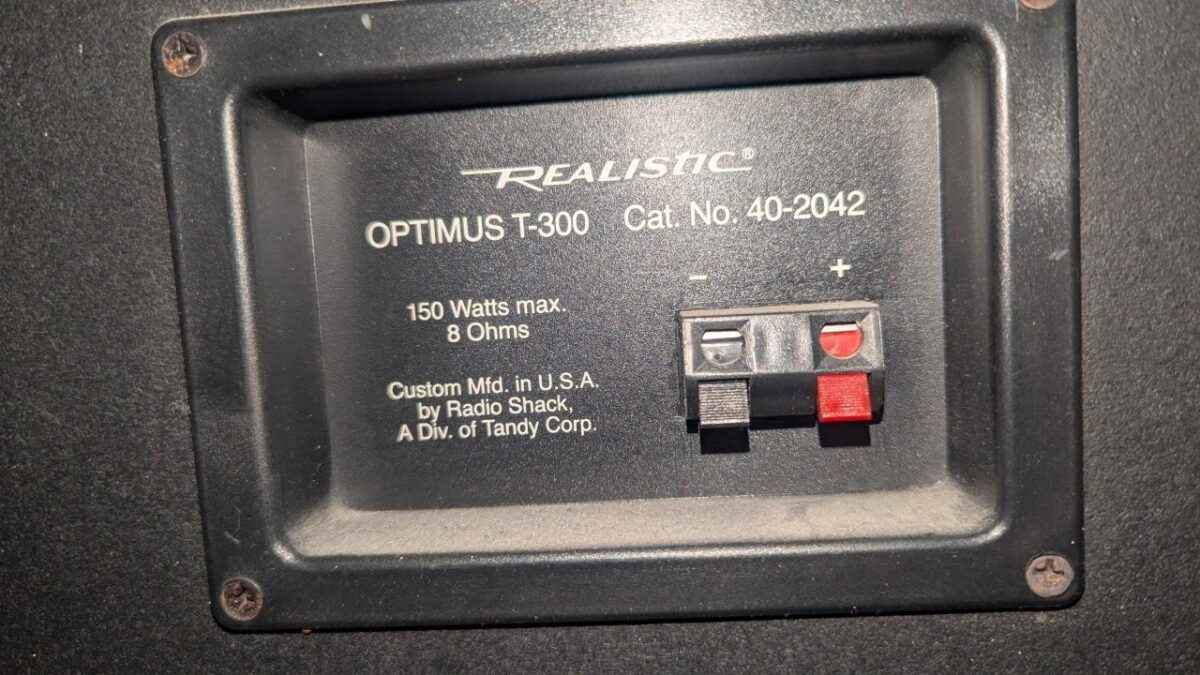 REALISTIC®
OPTIMUS T-300 Cat. No. 40-2042
- +
150 Watts max.
8 Ohms
Custom Mfd. in U.S.A.
by Radio Shack,
A Div. of Tandy Corp.